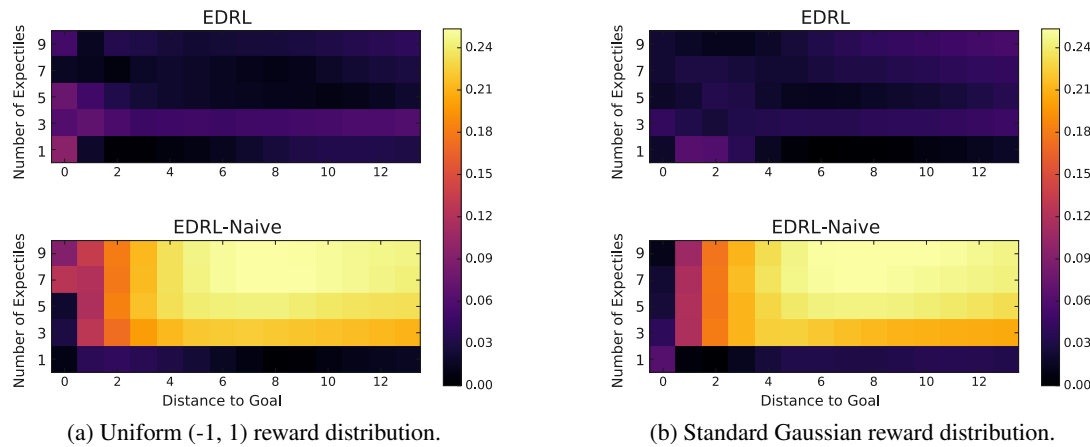 EDRL
Number of Expectiles
9
7
5
3
1
0 2 4 6 8 10 12
EDRL-Naive
Number of Expectiles
9
7
5
3
1
0 2 4 6 8 10 12
Distance to Goal
0.24
0.21
0.18
0.15
0.12
0.09
0.06
0.03
0.00
(a) Uniform (-1, 1) reward distribution.
EDRL
Number of Expectiles
9
7
5
3
1
0 2 4 6 8 10 12
EDRL-Naive
Number of Expectiles
9
7
5
3
1
0 2 4 6 8 10 12
Distance to Goal
0.24
0.21
0.18
0.15
0.12
0.09
0.06
0.03
0.00
(b) Standard Gaussian reward distribution.